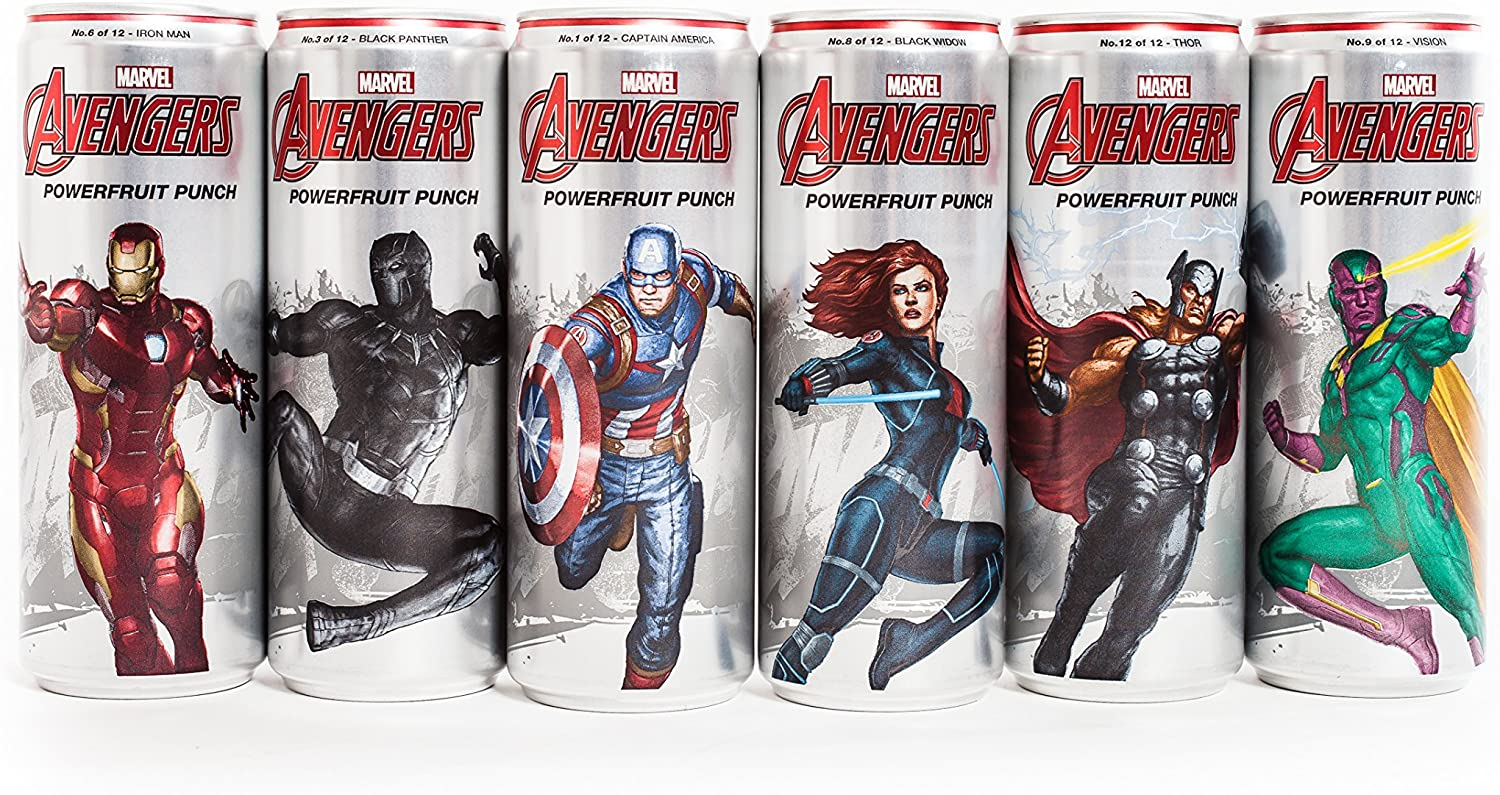 No.6 of 12 - IRON MAN
MARVEL
AVENGERS
POWERFRUIT PUNCH
No.3 of 12 - BLACK PANTHER
MARVEL
AVENGERS
POWERFRUIT PUNCH
No.1 of 12 - CAPTAIN AMERICA
MARVEL
AVENGERS
POWERFRUIT PUNCH
A
No.8 of 12 - BLACK WIDOW
MARVEL
AVENGERS
POWERFRUIT PUNCH
No.12 of 12 - THOR
MARVEL
AVENGERS
POWERFRUIT PUNCH
No.9 of 12 - VISION
MARVEL
AVENGERS
POWERFRUIT PUNCH